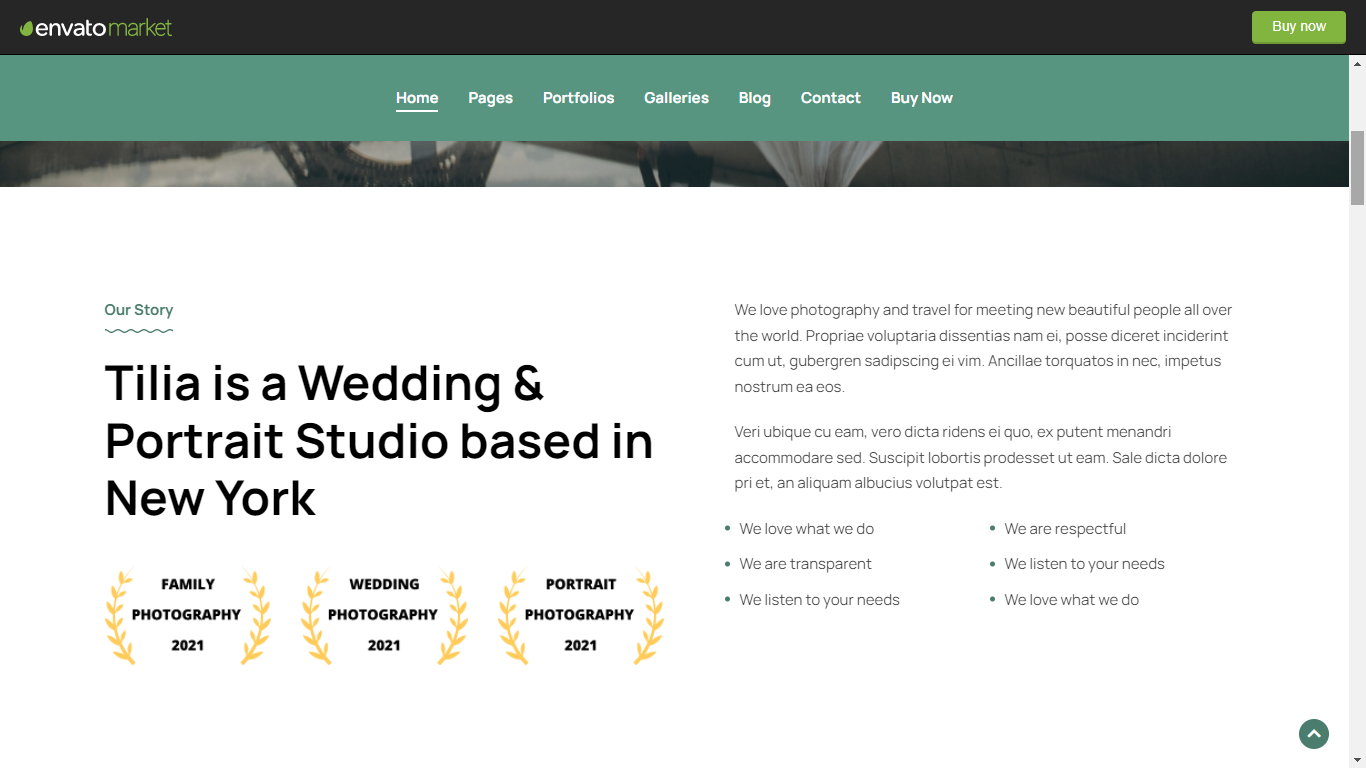 envato market
Buy now
Home Pages Portfolios Galleries Blog Contact Buy Now
Our Story
Tilia is a Wedding &
Portrait Studio based in
New York
FAMILY
PHOTOGRAPHY
2021
WEDDING
PHOTOGRAPHY
2021
PORTRAIT
PHOTOGRAPHY
2021
We love photography and travel for meeting new beautiful people all over
the world. Propriae voluptaria dissentias nam ei, posse diceret inciderint
cum ut, gubergren sadipscing ei vim. Ancillae torquatos in nec, impetus
nostrum ea eos.
Veri ubique cu eam, vero dicta ridens ei quo, ex putent menandri
accommodare sed. Suscipit lobortis prodesset ut eam. Sale dicta dolore
pri et, an aliquam albucius volutpat est.
We love what we do
We are transparent
We listen to your needs
We are respectful
We listen to your needs
We love what we do